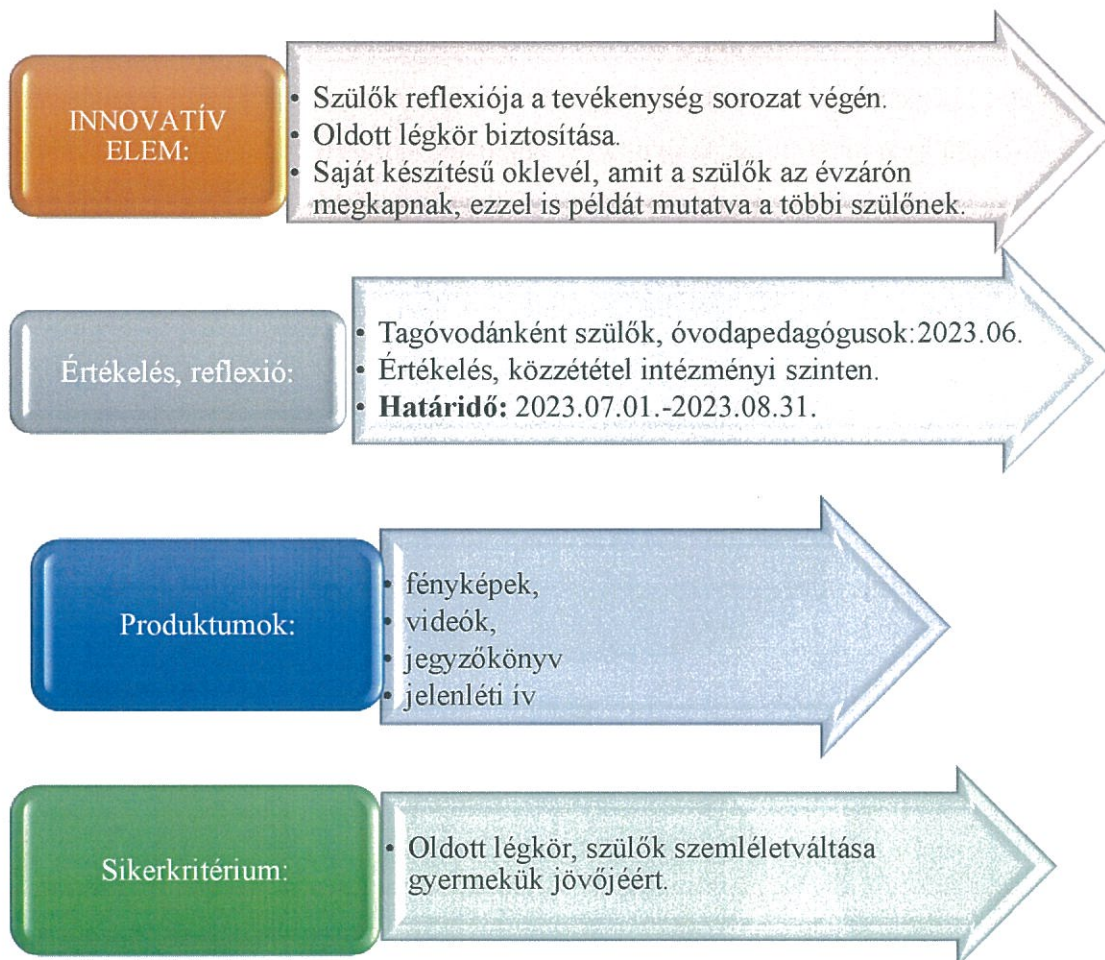 INNOVATÍV
ELEM:
• Szülők reflexiója a tevékenység sorozat végén.
• Oldott légkör biztosítása.
• Saját készítésű oklevél, amit a szülők az évzárón
megkapnak, ezzel is példát mutatva a többi szülőnek.
Értékelés, reflexió:
• Tagóvodánként szülők, óvodapedagógusok:2023.06.
• Értékelés, közzététel intézményi szinten.
• Határidő: 2023.07.01.-2023.08.31.
Produktumok:
• fényképek,
• videók,
• jegyzőkönyv
• jelenléti ív
Sikerkritérium:
• Oldott légkör, szülők szemléletváltása
gyermekük jövőjéért.